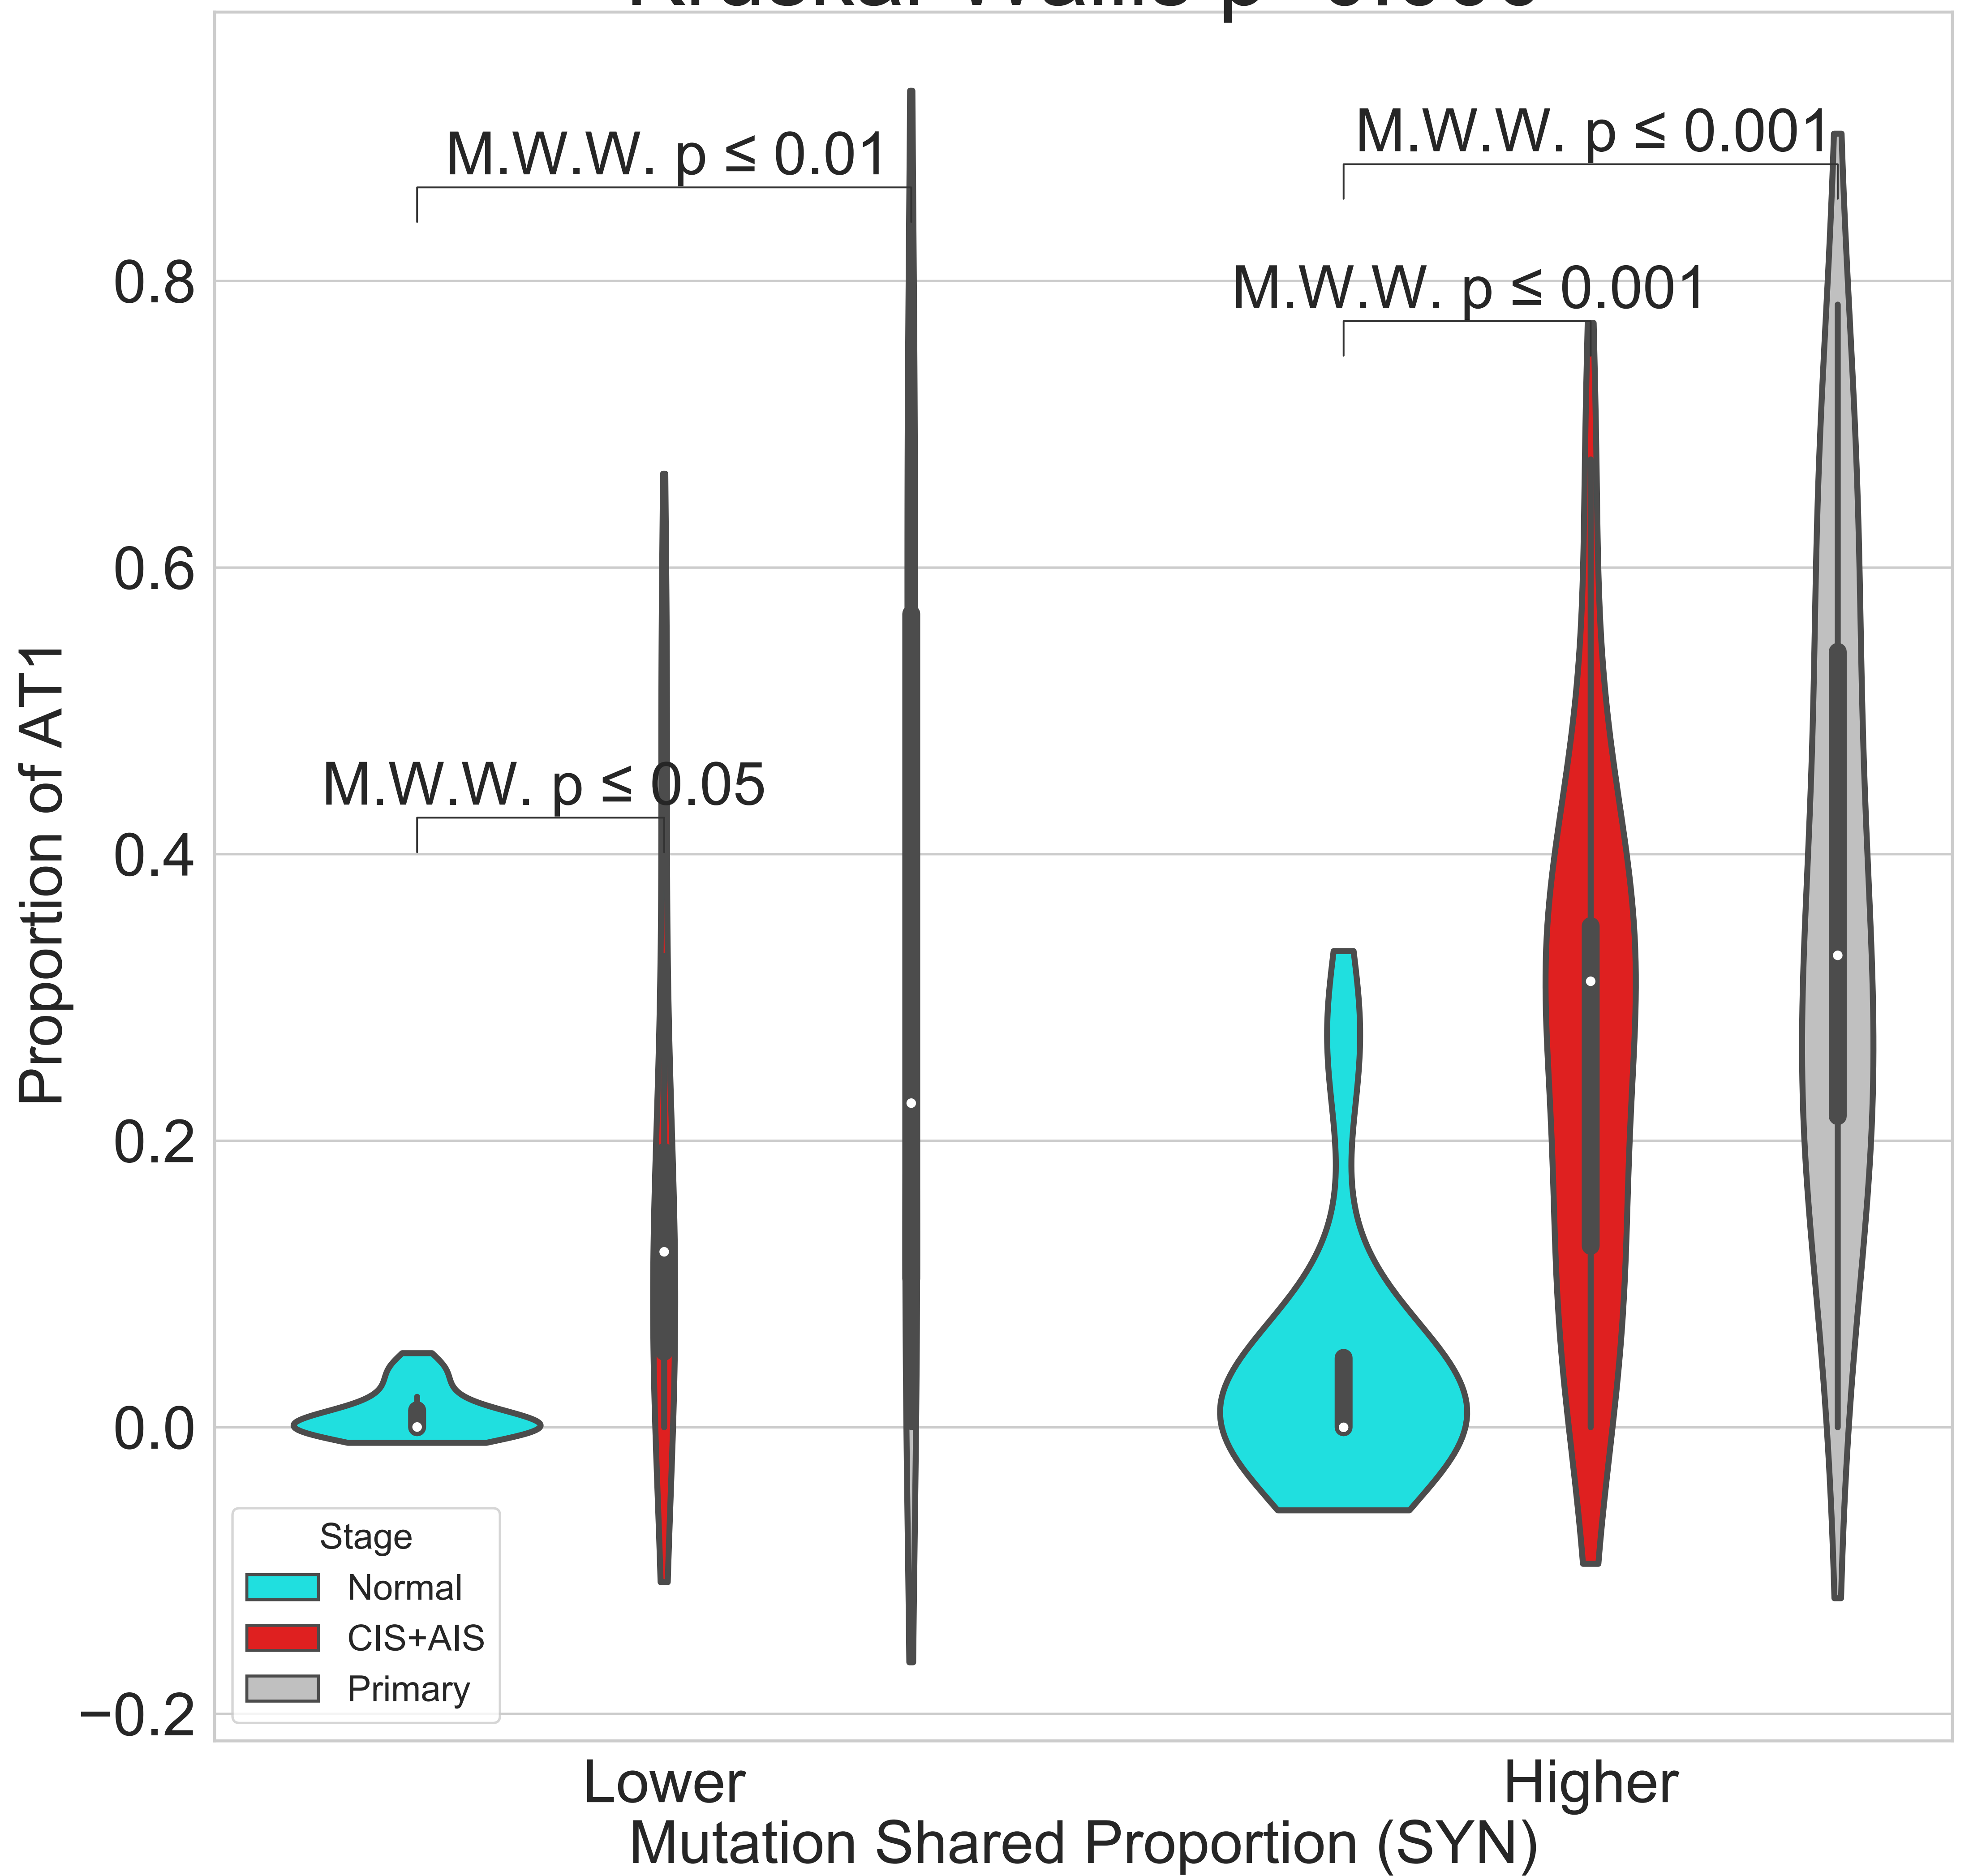 M.W.W. p ≤ 0.01
M.W.W. p ≤ 0.001
M.W.W. p ≤ 0.001
M.W.W. p ≤ 0.05
0.8
0.6
0.4
0.2
0.0
−0.2
Proportion of AT1
Stage
Normal
CIS+AIS
Primary
Lower
Higher
Mutation Shared Proportion (SYN)